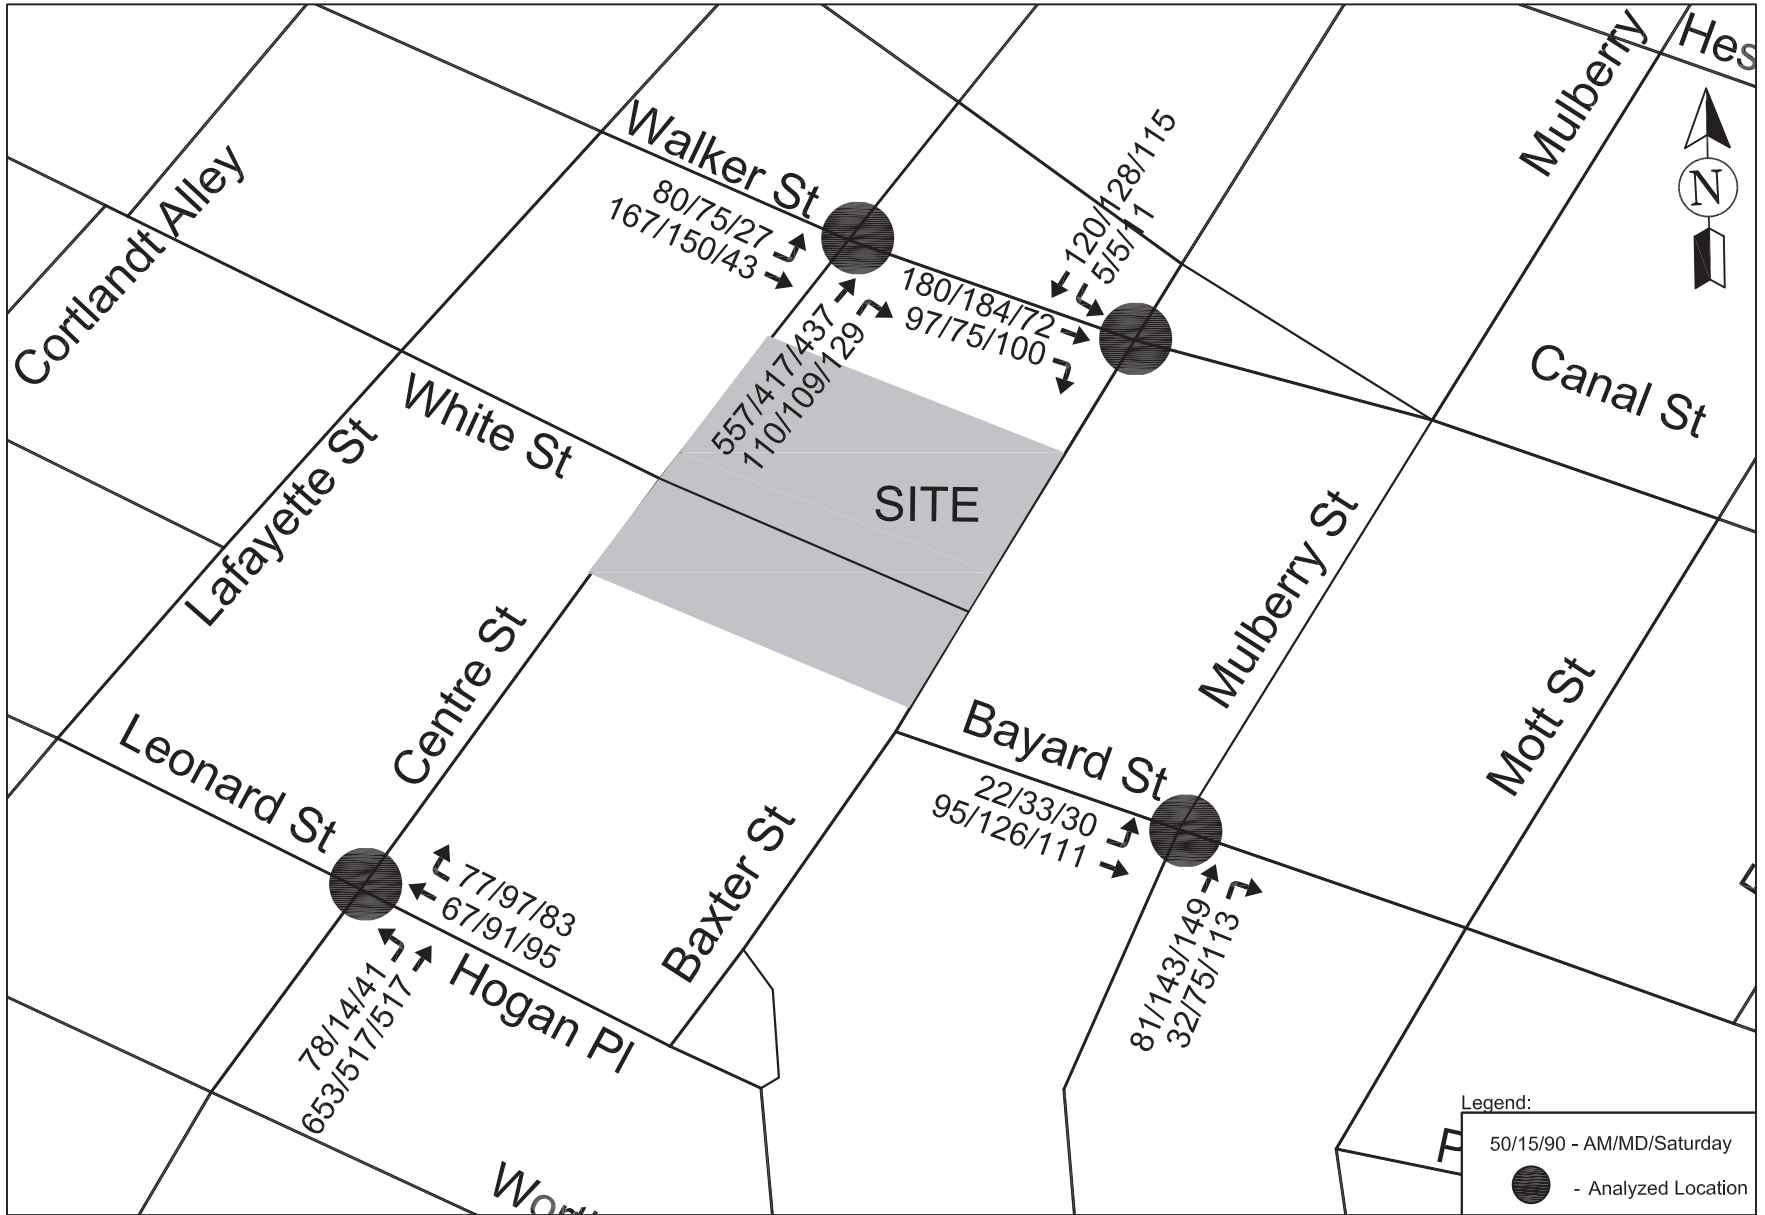 Mulberry
Hes
Walker St
120/128/115
5/5/11
80/75/27
167/150/43
N
Cortlandt Alley
180/184/72
97/75/100
557/417/437
110/109/129
Canal St
White St
SITE
Lafayette St
Mulberry St
Centre St
Mott St
Bayard St
Leonard St
22/33/30
95/126/111
Baxter St
77/97/83
67/91/95
81/143/149
32/75/113
Hogan Pl
78/14/41
653/517/517
Legend:
50/15/90 - AM/MD/Saturday
- Analyzed Location
P
Wort